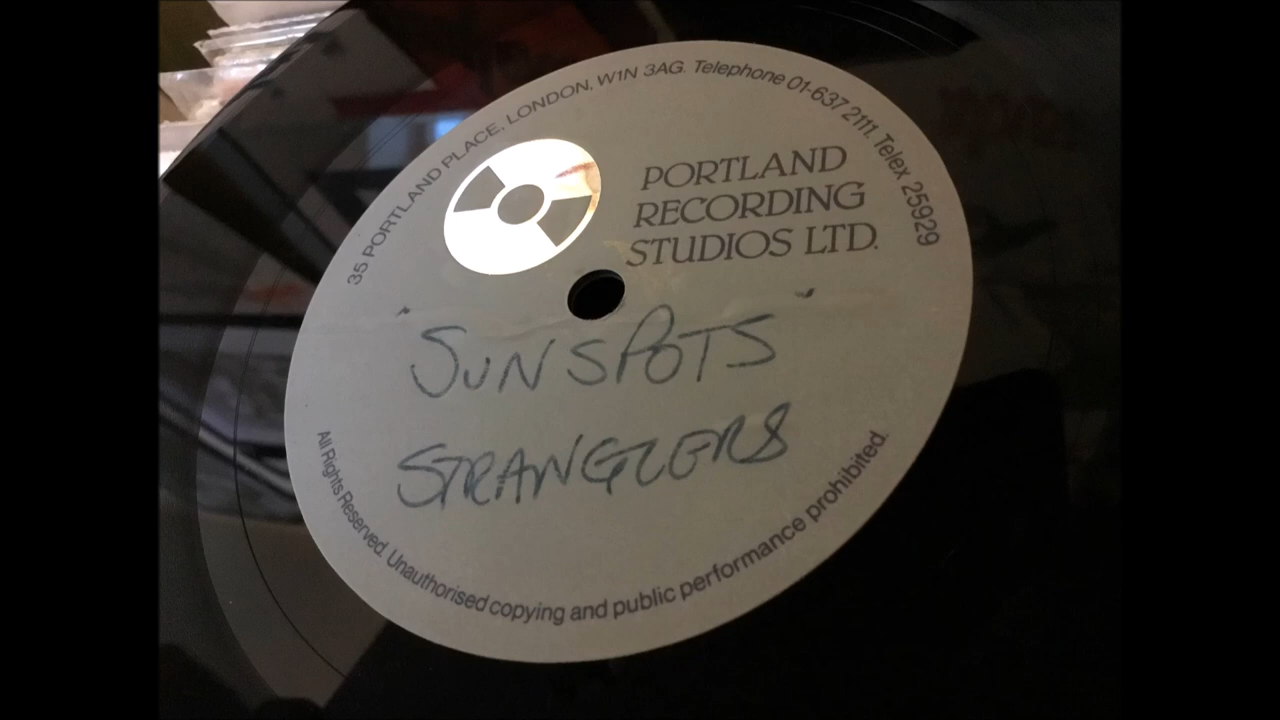 35 PORTLAND PLACE, LONDON, W1N 3AG. Telephone 01-637 2111. Telex 25929
PORTLAND
RECORDING
STUDIOS LTD.
"SUNSPOTS"
STRANGLERS
All Rights Reserved. Unauthorised copying and public performance prohibited.